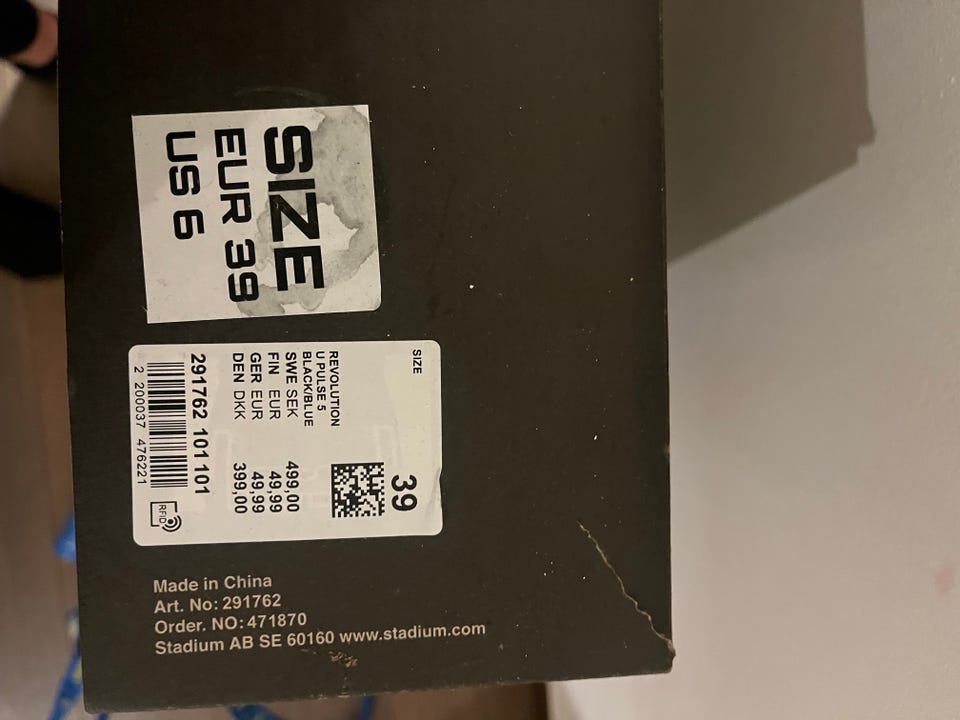 SIZE
EUR 39
US 6
SIZE 39
REVOLUTION
U PULSE 5
BLACK/BLUE
SWE SEK 499,00
FIN EUR 49,99
GER EUR 49,99
DEN DKK 399,00
291762 101 101
2 200037 476221
RFID
Made in China
Art. No: 291762
Order. NO: 471870
Stadium AB SE 60160 www.stadium.com